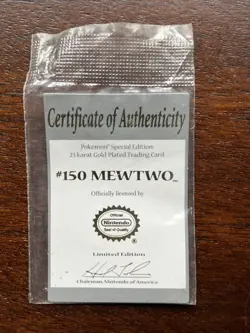 Certificate of Authenticity
Pokemon® Special Edition
23 karat Gold Plated Trading Card
#150 MEWTWO™
Officially licensed by
Official
Nintendo
Seal of Quality
®
Limited Edition
Chairman, Nintendo of America